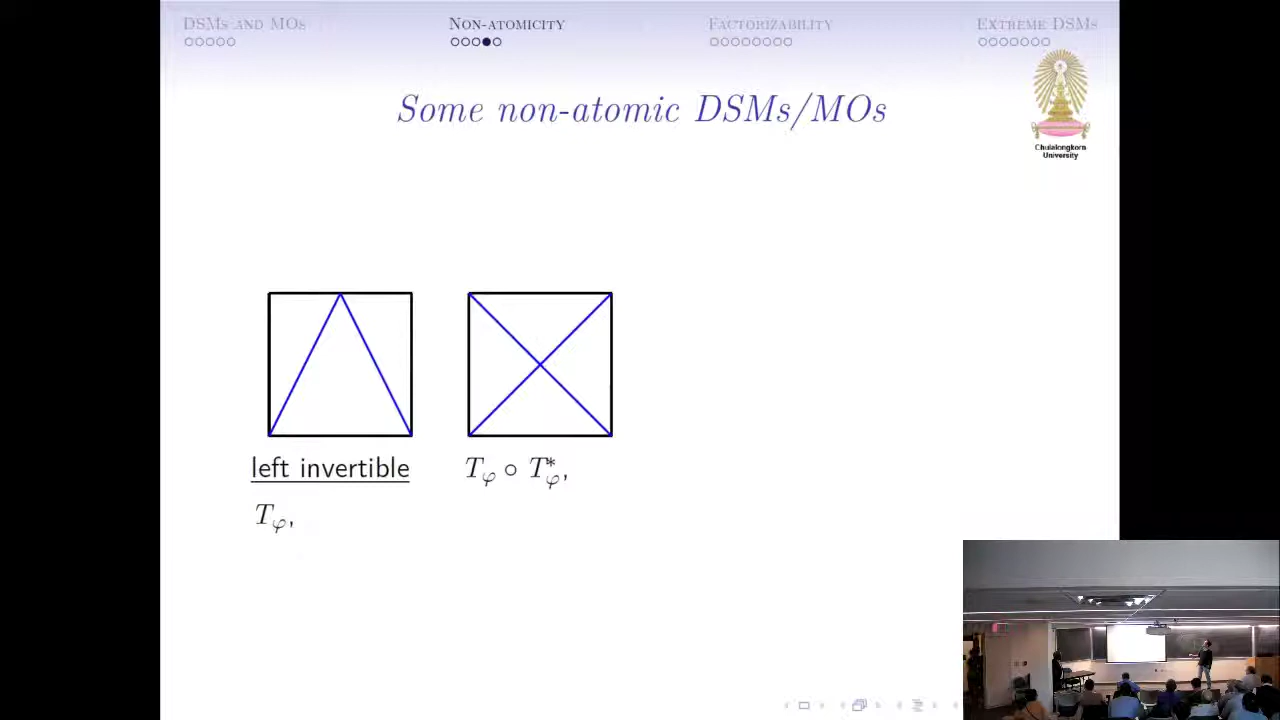 DSMs and MOs
Non-atomicity
Factorizability
Extreme DSMs
Some non-atomic DSMs/MOs
Chulalongkorn
University
left invertible
T_φ,
T_φ ∘ T_φ^*,